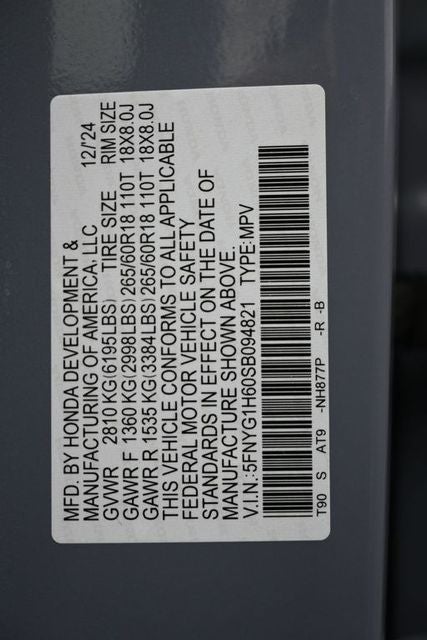 MFD. BY HONDA DEVELOPMENT &
MANUFACTURING OF AMERICA, LLC 12/'24
GVWR 2810 KG(6195LBS) TIRE SIZE RIM SIZE
GAWR F 1360 KG(2998LBS) 265/60R18 110T 18X8.0J
GAWR R 1535 KG(3384LBS) 265/60R18 110T 18X8.0J
THIS VEHICLE CONFORMS TO ALL APPLICABLE
FEDERAL MOTOR VEHICLE SAFETY
STANDARDS IN EFFECT ON THE DATE OF
MANUFACTURE SHOWN ABOVE.
V.I.N.:5FNYG1H60SB094821 TYPE:MPV
T90 S AT9 -NH877P -R -B